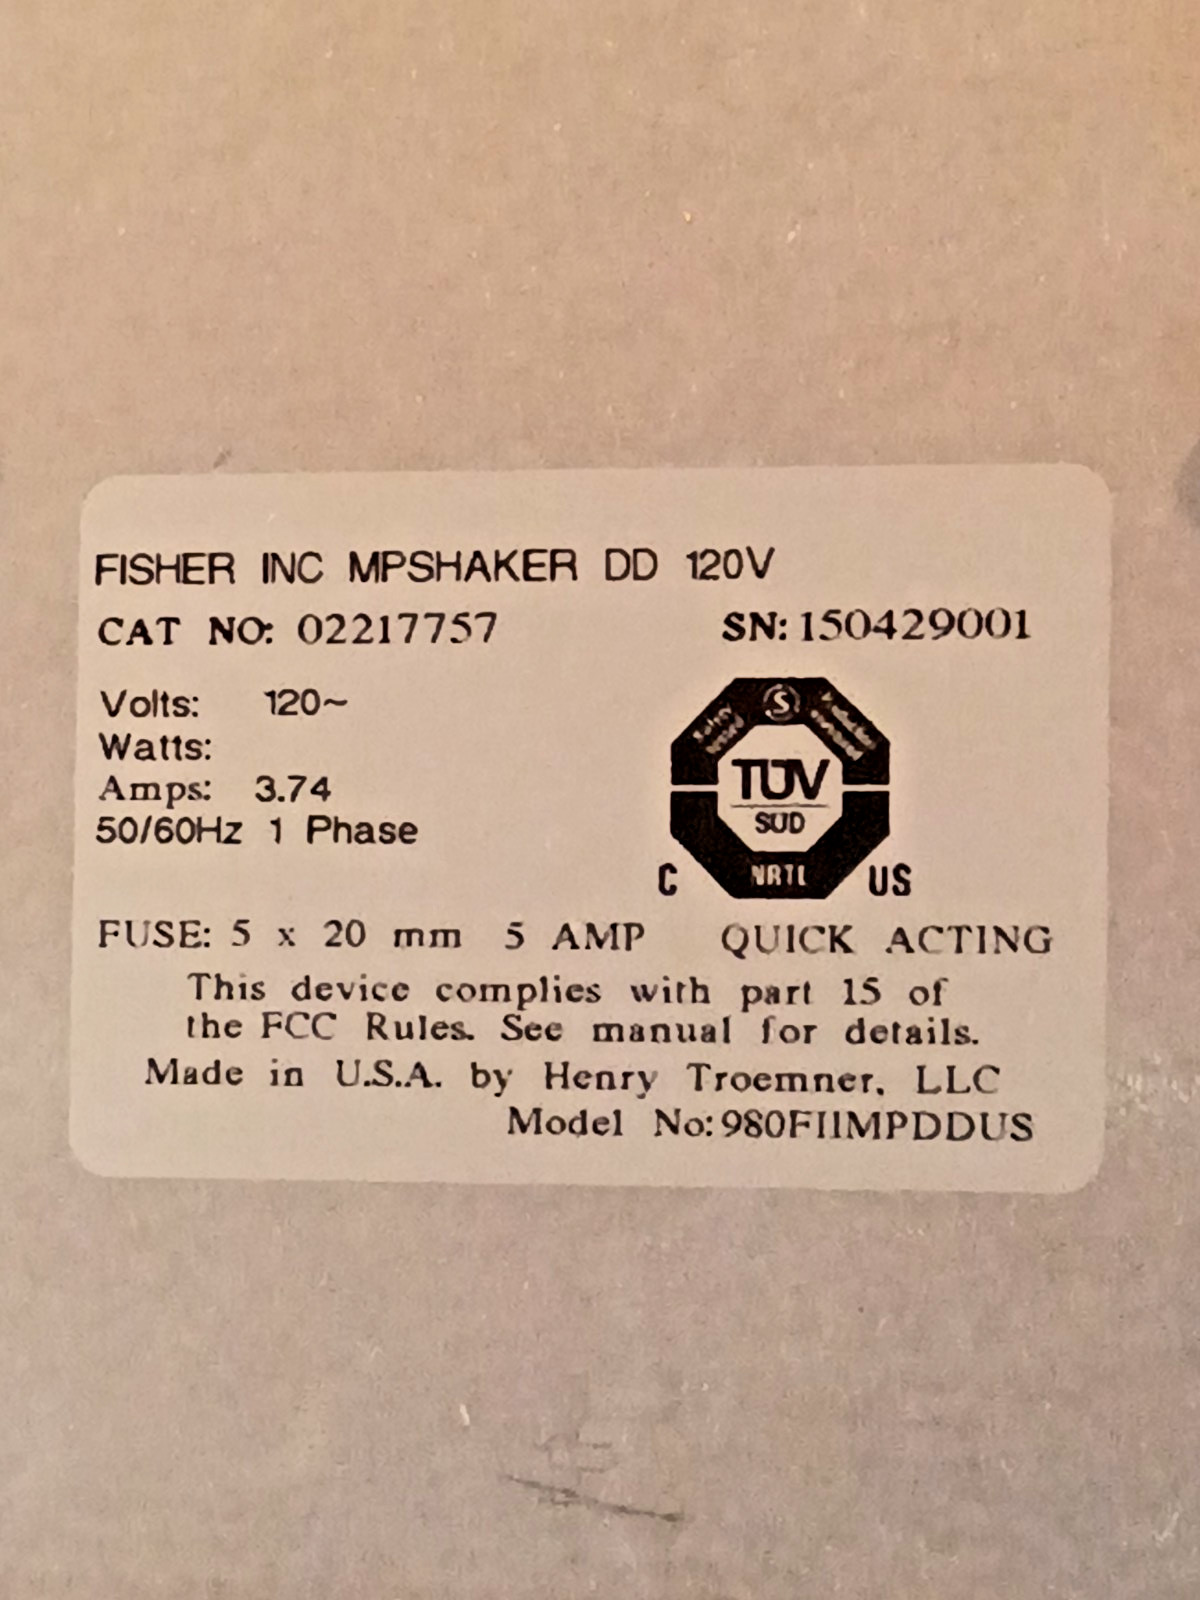 FISHER INC MPSHAKER DD 120V
CAT NO: 02217757 SN: 150429001
Volts: 120~
Watts:
Amps: 3.74
50/60Hz 1 Phase
S
TÜV
SÜD
NRTL
C US
FUSE: 5 x 20 mm 5 AMP QUICK ACTING
This device complies with part 15 of
the FCC Rules. See manual for details.
Made in U.S.A. by Henry Troemner, LLC
Model No: 980FIIMPDDUS